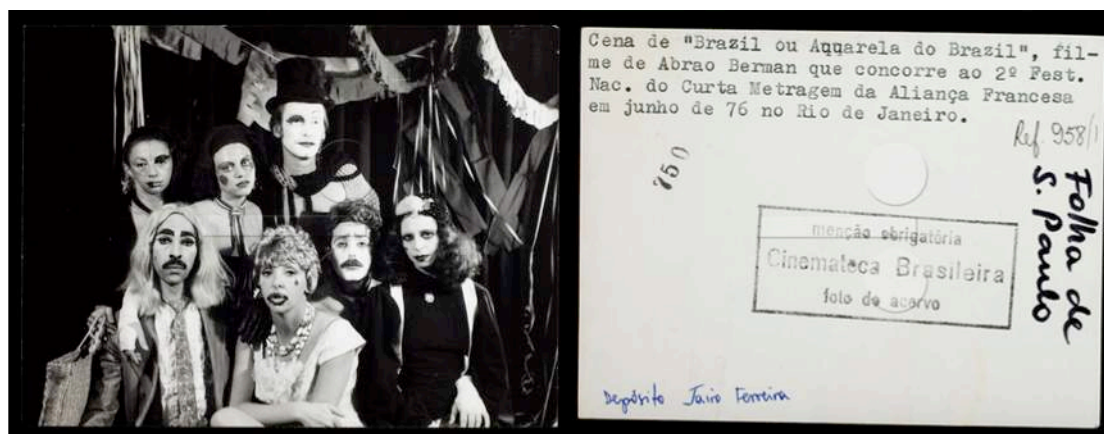 Cena de "Brazil ou Aqqarela do Brazil", fil-
me de Abrao Berman que concorre ao 2º Fest.
Nac. do Curta Metragem da Aliança Francesa
em junho de 76 no Rio de Janeiro.
Ref. 958/1
750
Folha de
S. Paulo
menção obrigatória
Cinemateca Brasileira
foto de acervo
Depósito Jairo Ferreira